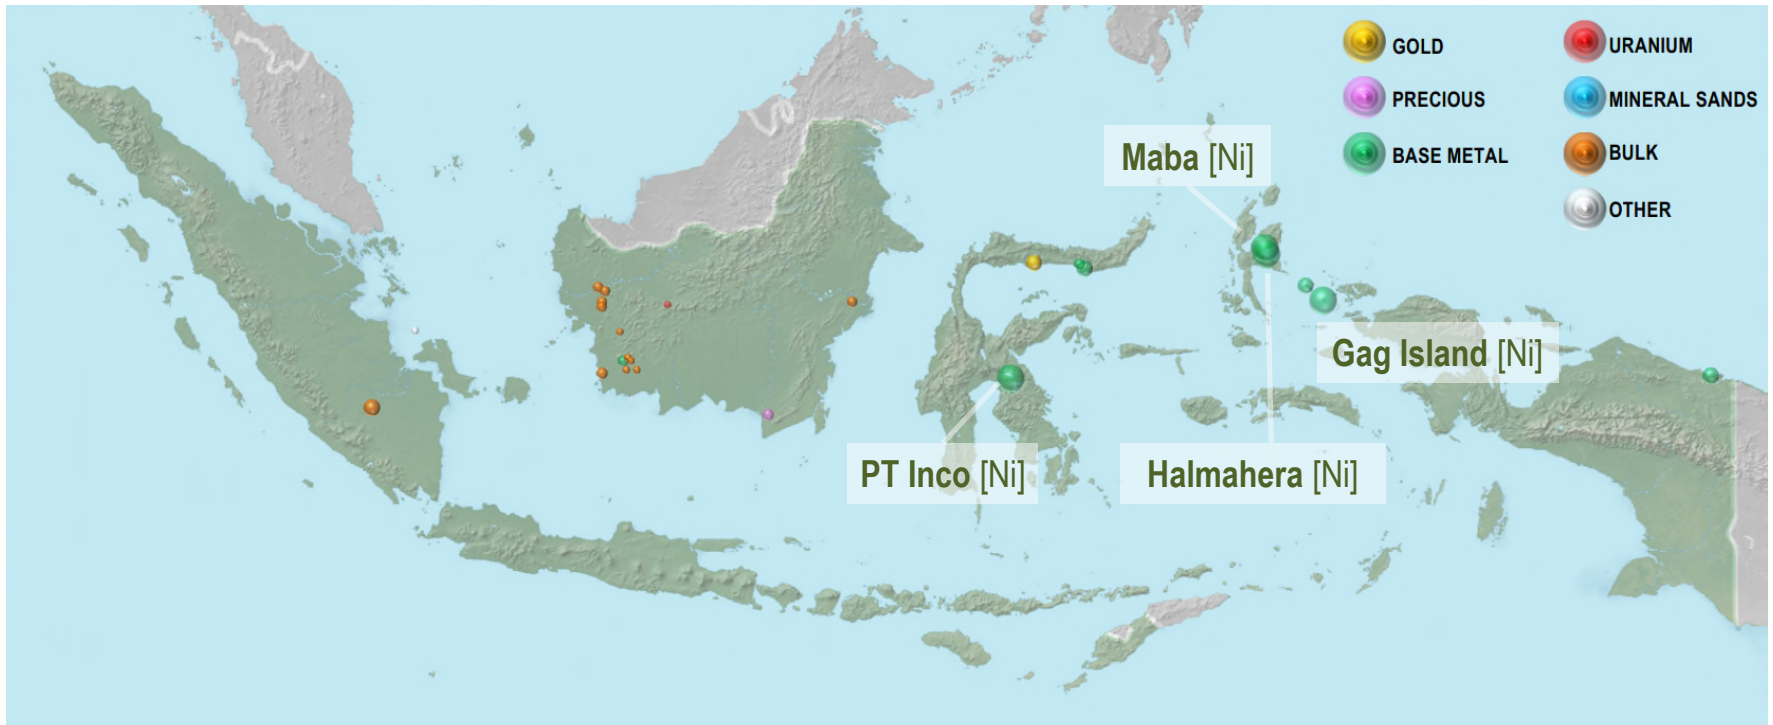 GOLD
URANIUM
PRECIOUS
MINERAL SANDS
BASE METAL
BULK
OTHER
Maba [Ni]
Gag Island [Ni]
PT Inco [Ni]
Halmahera [Ni]